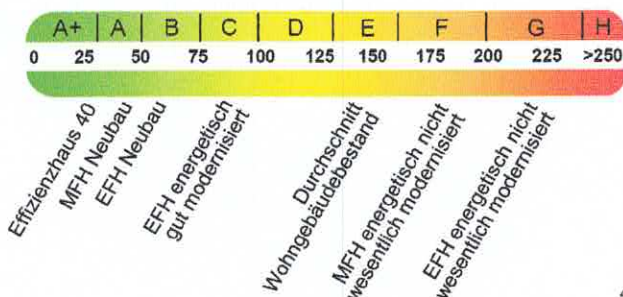 A+ A B C D E F G H
0 25 50 75 100 125 150 175 200 225 >250
Effizienzhaus 40
MFH Neubau
EFH Neubau
EFH energetisch
gut modernisiert
Durchschnitt
Wohngebäudebestand
MFH energetisch nicht
wesentlich modernisiert
EFH energetisch nicht
wesentlich modernisiert